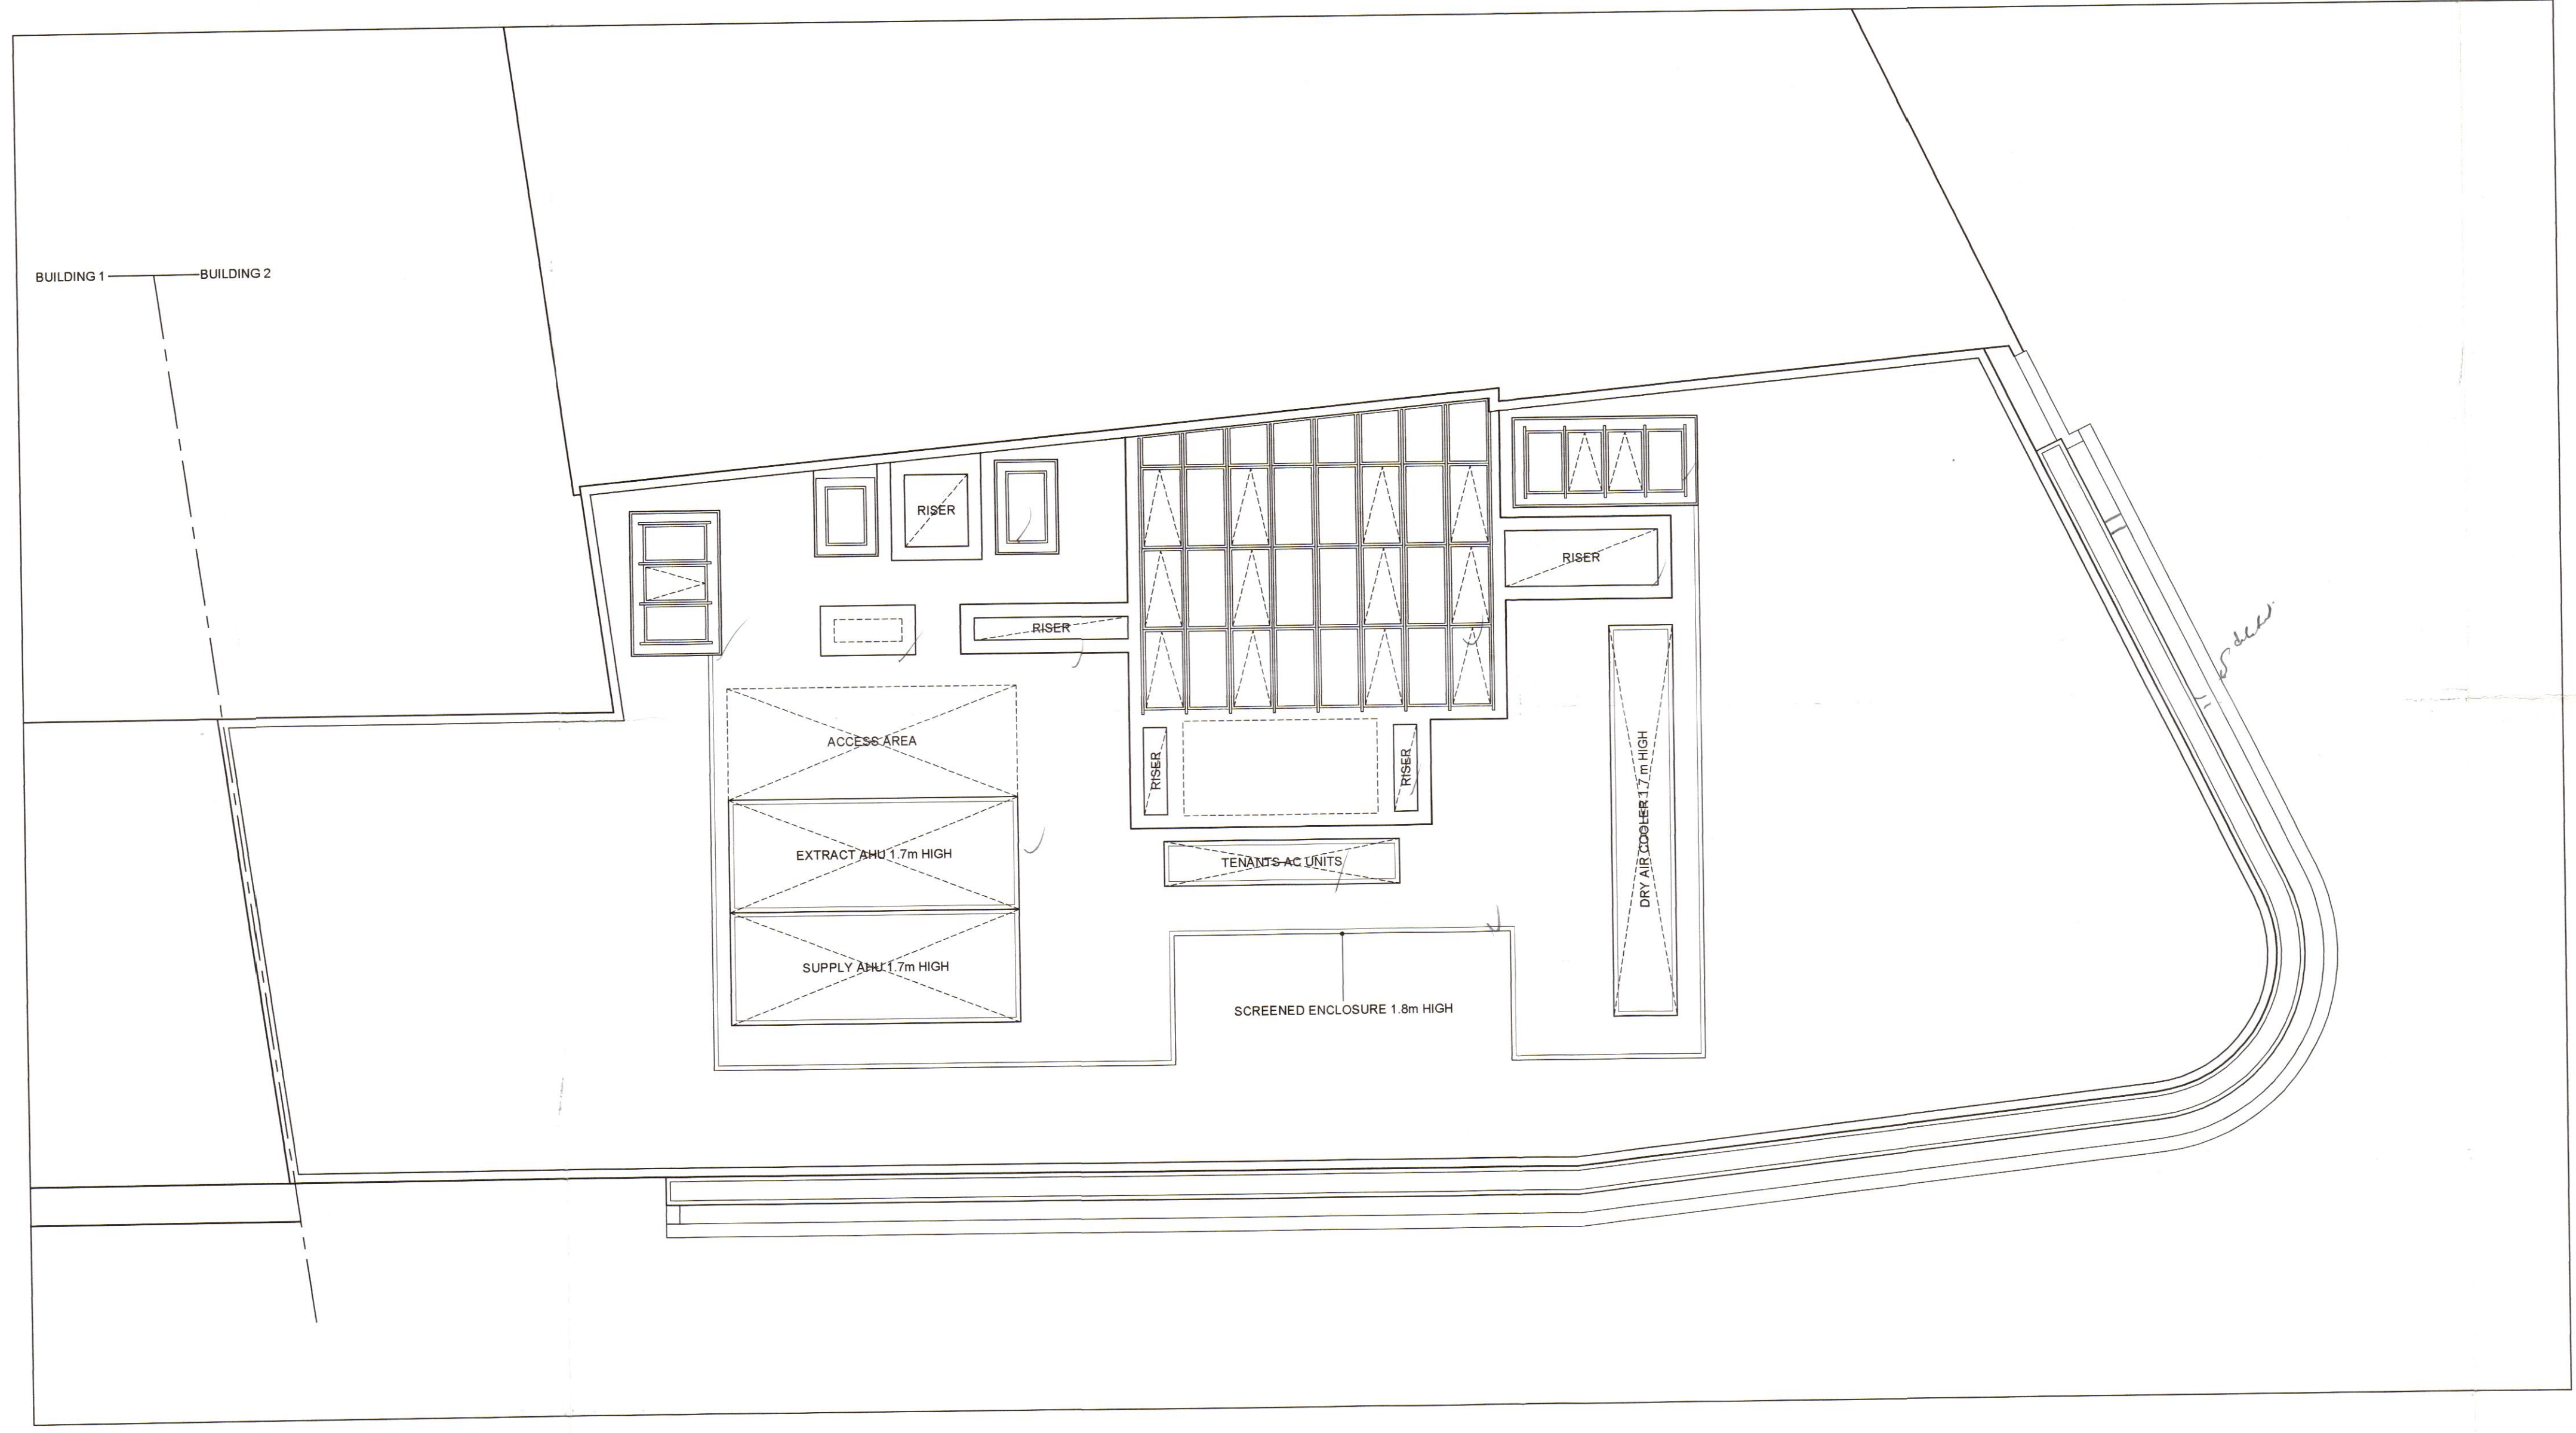 BUILDING 1
BUILDING 2
RISER
RISER
RISER
ACCESS AREA
RISER
RISER
EXTRACT AHU 1.7m HIGH
TENANTS AC UNITS
DRY AIR COOLER 1.7 m HIGH
SUPPLY AHU 1.7m HIGH
SCREENED ENCLOSURE 1.8m HIGH